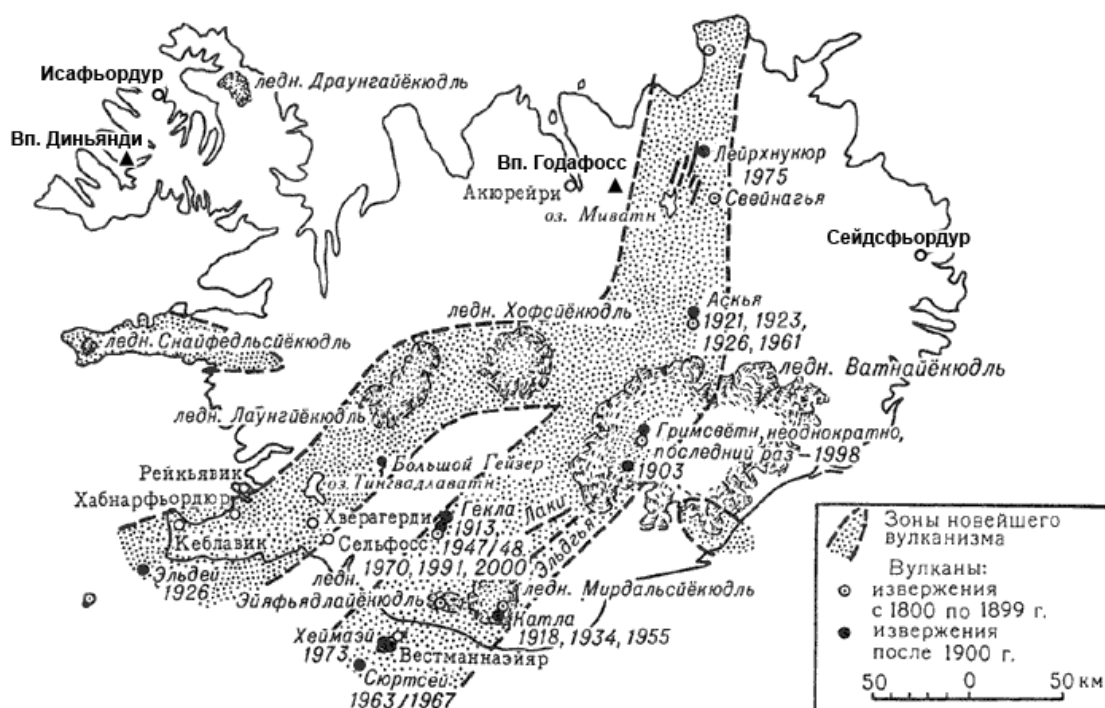 Исафьордур
ледн. Драунгайёкюдль
Вп. Диньянди
Вп. Годафосс
Акюрейри
оз. Миватн
Лейрхнукюр
1975
Свейнагья
Сейдсфьордур
Аскья
1921, 1923,
1926, 1961
ледн. Хофсйёкюдль
ледн. Снайфедльсйёкюдль
ледн. Ватнайёкюдль
ледн. Лаунгйёкюдль
Гримсвётн, неоднократно,
последний раз – 1998
1903
Большой Гейзер
оз. Тингвадлаватн
Рейкьявик
Хабнарфьордюр
Кеблавик
Хверагерди
Сельфосс
Гекла
1913,
1947/48,
1970, 1991, 2000
Лаки
Эльдгья
Эльдей
1926
ледн.
Эйяфьядлайёкюдль
ледн. Мирдальсйёкюдль
Катла
1918, 1934, 1955
Хеймаэй
1973
Вестманнаэйяр
Сюртсей
1963/1967
Зоны новейшего
вулканизма
Вулканы:
извержения
с 1800 по 1899 г.
извержения
после 1900 г.
50 0 50 км